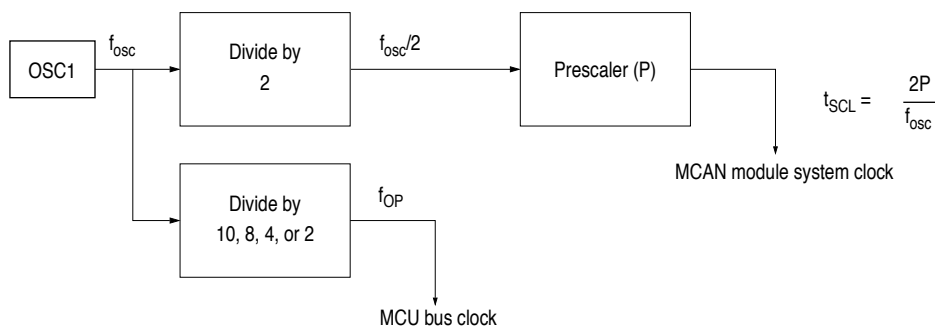 OSC1
f_osc
Divide by
2
f_osc/2
Prescaler (P)
t_SCL = 2P/f_osc
MCAN module system clock
Divide by
10, 8, 4, or 2
f_OP
MCU bus clock